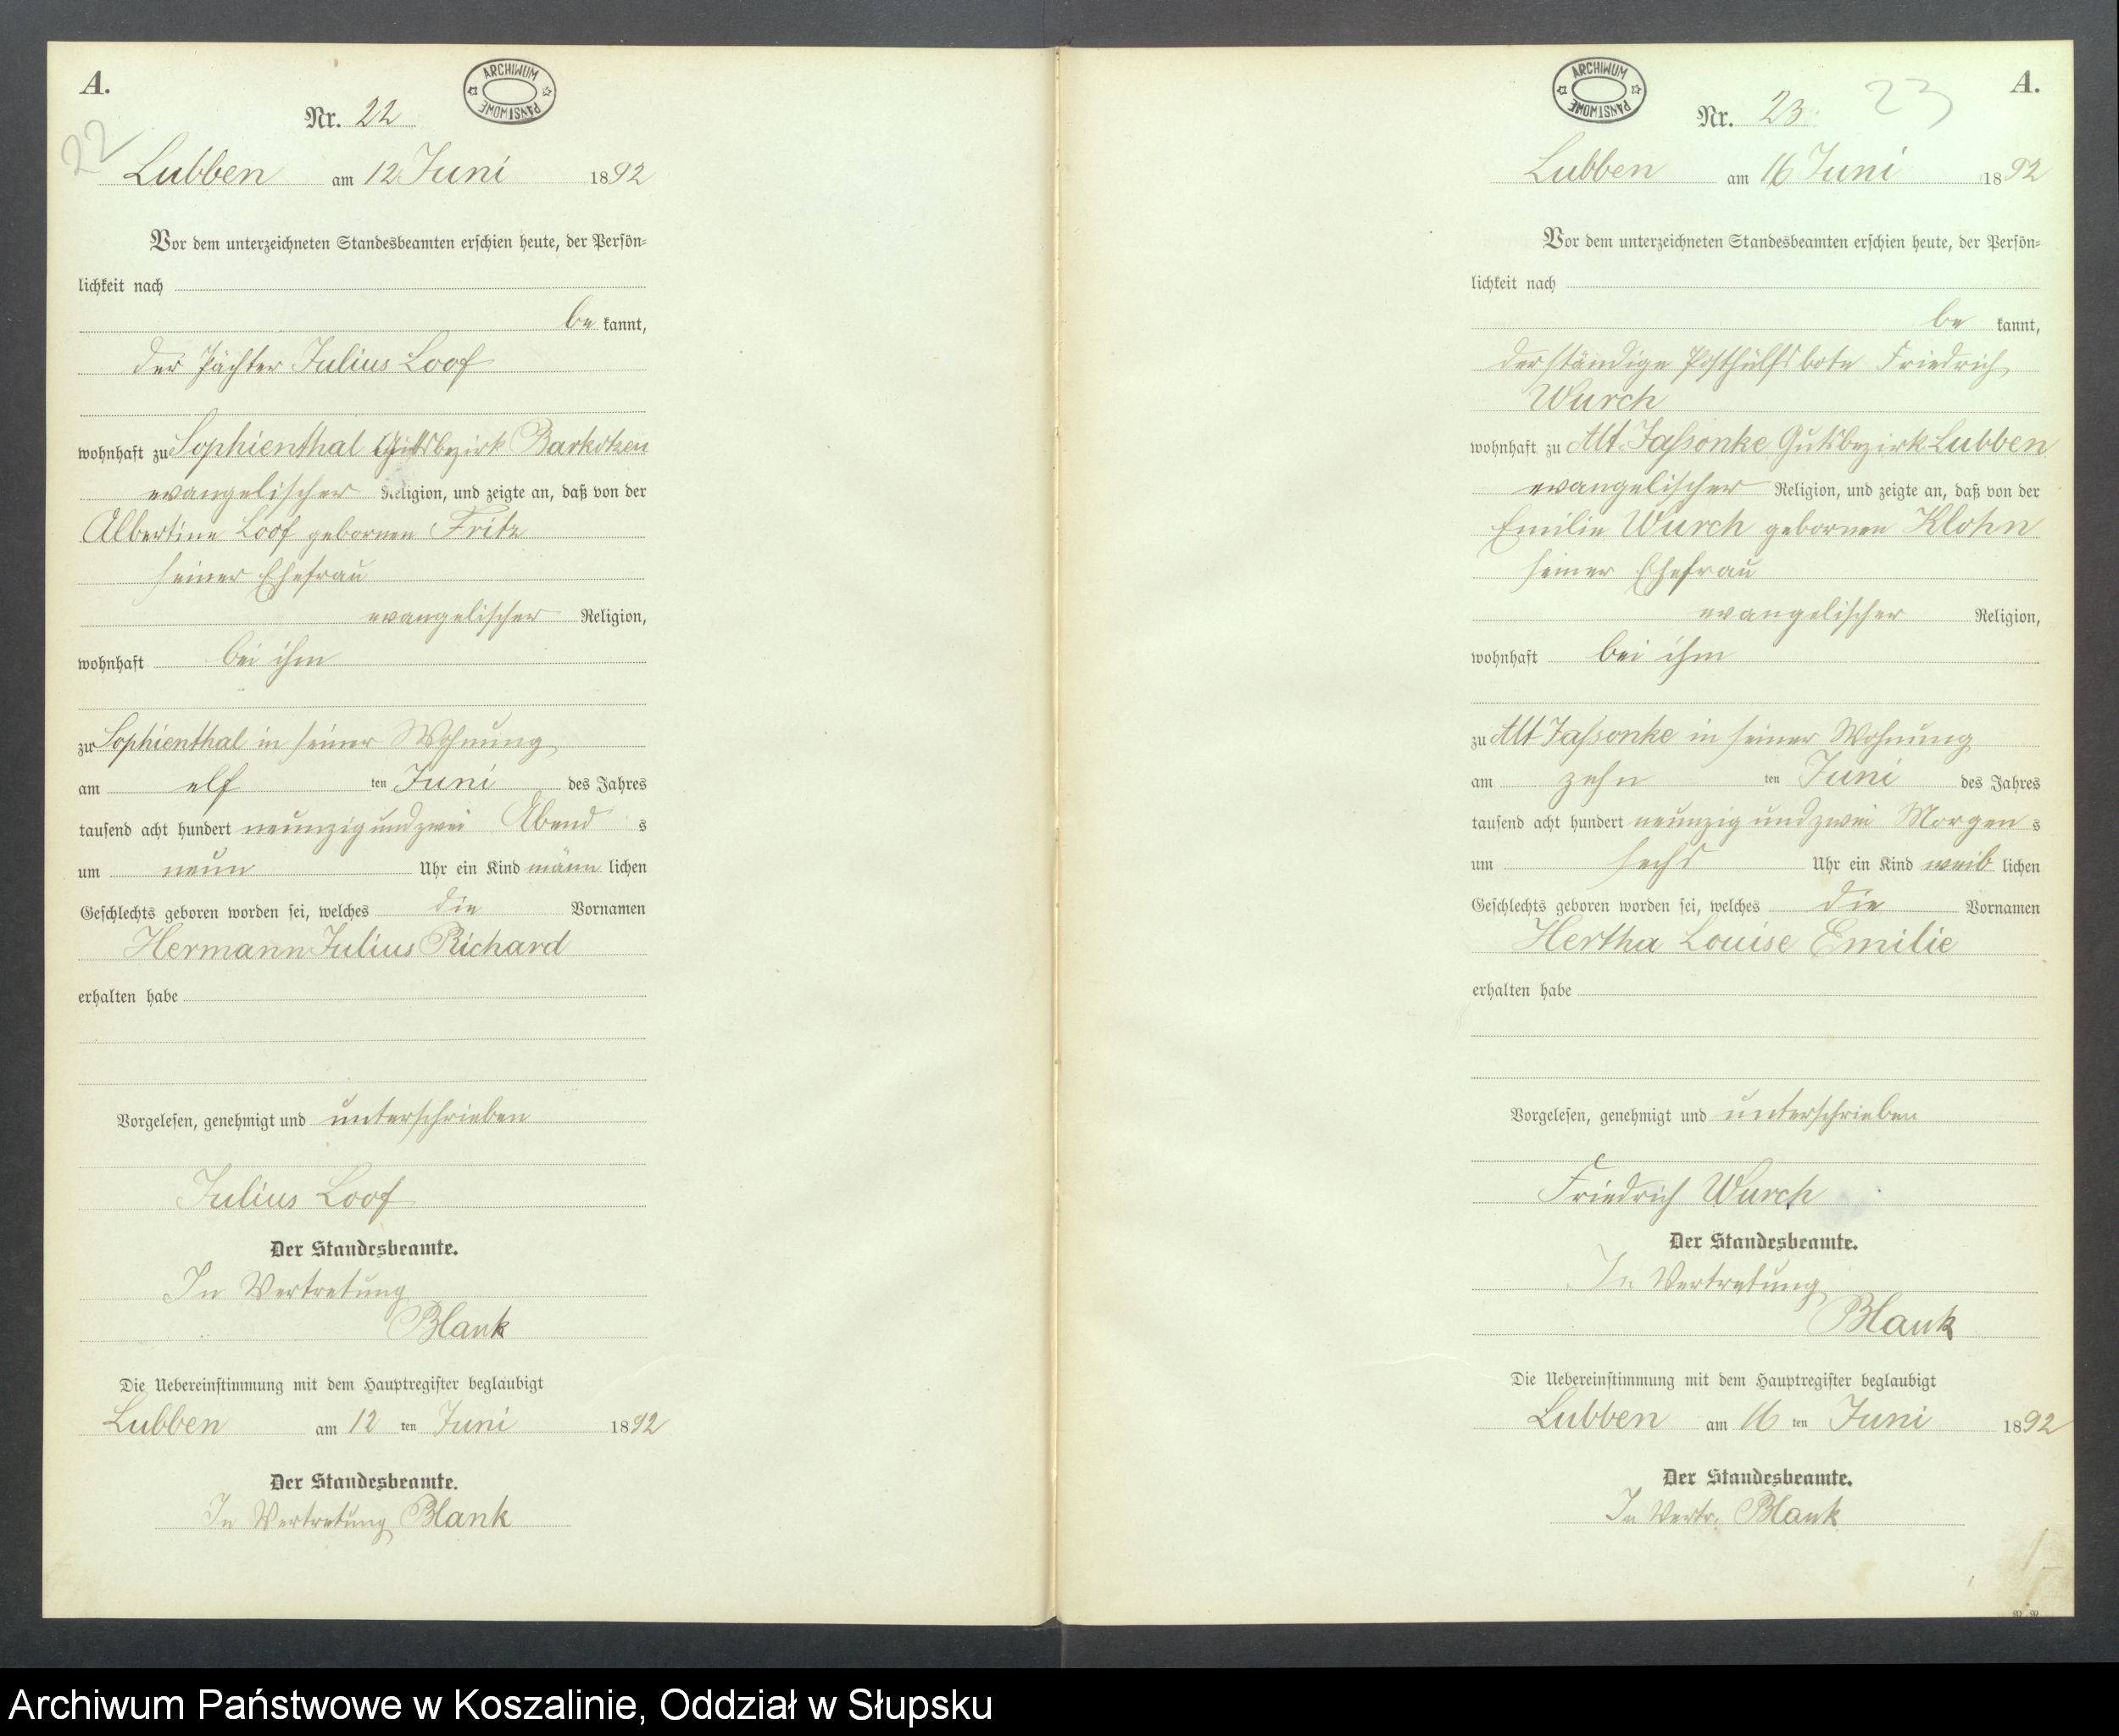 A.
ARCHIWUM PAŃSTWOWE
22
Nr. 22
Lubben am 12 Juni 1892
Vor dem unterzeichneten Standesbeamten erschien heute, der Persön-
lichkeit nach
be kannt,
der Pächter Julius Loof
wohnhaft zu Sophienthal Gutsbezirk Barkotzen
evangelischer Religion, und zeigte an, daß von der
Albertine Loof gebornen Fritz
seiner Ehefrau
evangelischer Religion,
wohnhaft bei ihm
zu Sophienthal in seiner Wohnung
am elf ten Juni des Jahres
tausend acht hundert neunzig und zwei Abend s
um neun Uhr ein Kind männ lichen
Geschlechts geboren worden sei, welches die Vornamen
Hermann Julius Richard
erhalten habe
Vorgelesen, genehmigt und unterschrieben
Julius Loof
Der Standesbeamte.
In Vertretung
Blank
Die Uebereinstimmung mit dem Hauptregister beglaubigt
Lubben am 12 ten Juni 1892
Der Standesbeamte.
In Vertretung Blank
A.
ARCHIWUM PAŃSTWOWE
23
Nr. 23
Lubben am 16 Juni 1892
Vor dem unterzeichneten Standesbeamten erschien heute, der Persön-
lichkeit nach
be kannt,
der ständige Posthülfsbote Friedrich
Wurch
wohnhaft zu Alt-Jassonke Gutsbezirk Lubben
evangelischer Religion, und zeigte an, daß von der
Emilie Wurch gebornen Klohn
seiner Ehefrau
evangelischer Religion,
wohnhaft bei ihm
zu Alt Jassonke in seiner Wohnung
am zehn ten Juni des Jahres
tausend acht hundert neunzig und zwei Morgen s
um sechs Uhr ein Kind weib lichen
Geschlechts geboren worden sei, welches die Vornamen
Hertha Louise Emilie
erhalten habe
Vorgelesen, genehmigt und unterschrieben
Friedrich Wurch
Der Standesbeamte.
In Vertretung
Blank
Die Uebereinstimmung mit dem Hauptregister beglaubigt
Lubben am 16 ten Juni 1892
Der Standesbeamte.
In Vertr. Blank
Archiwum Państwowe w Koszalinie, Oddział w Słupsku